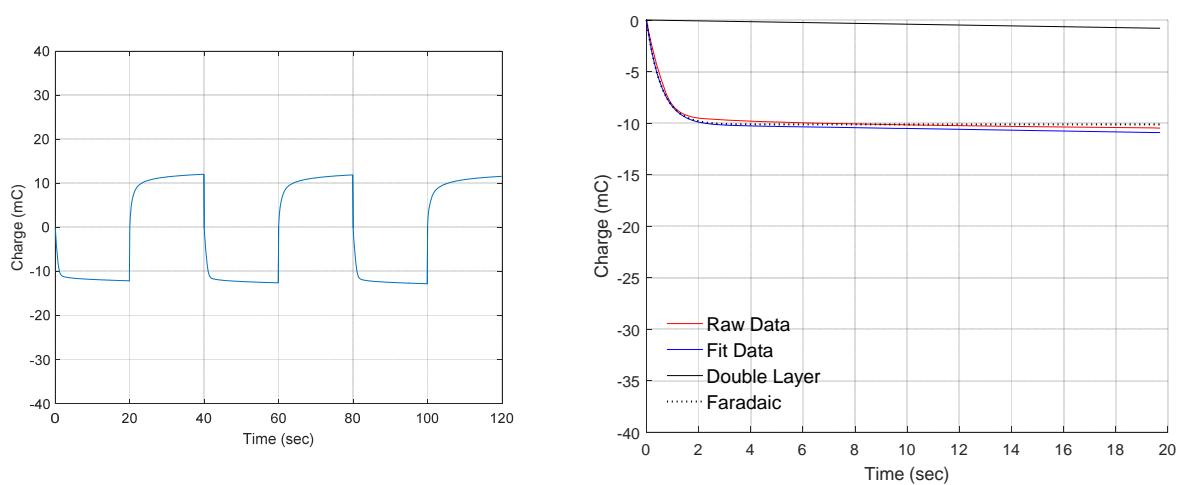 40
30
20
10
0
-10
-20
-30
-40
Charge (mC)
0 20 40 60 80 100 120
Time (sec)
0
-5
-10
-15
-20
-25
-30
-35
-40
Charge (mC)
Raw Data
Fit Data
Double Layer
Faradaic
0 2 4 6 8 10 12 14 16 18 20
Time (sec)